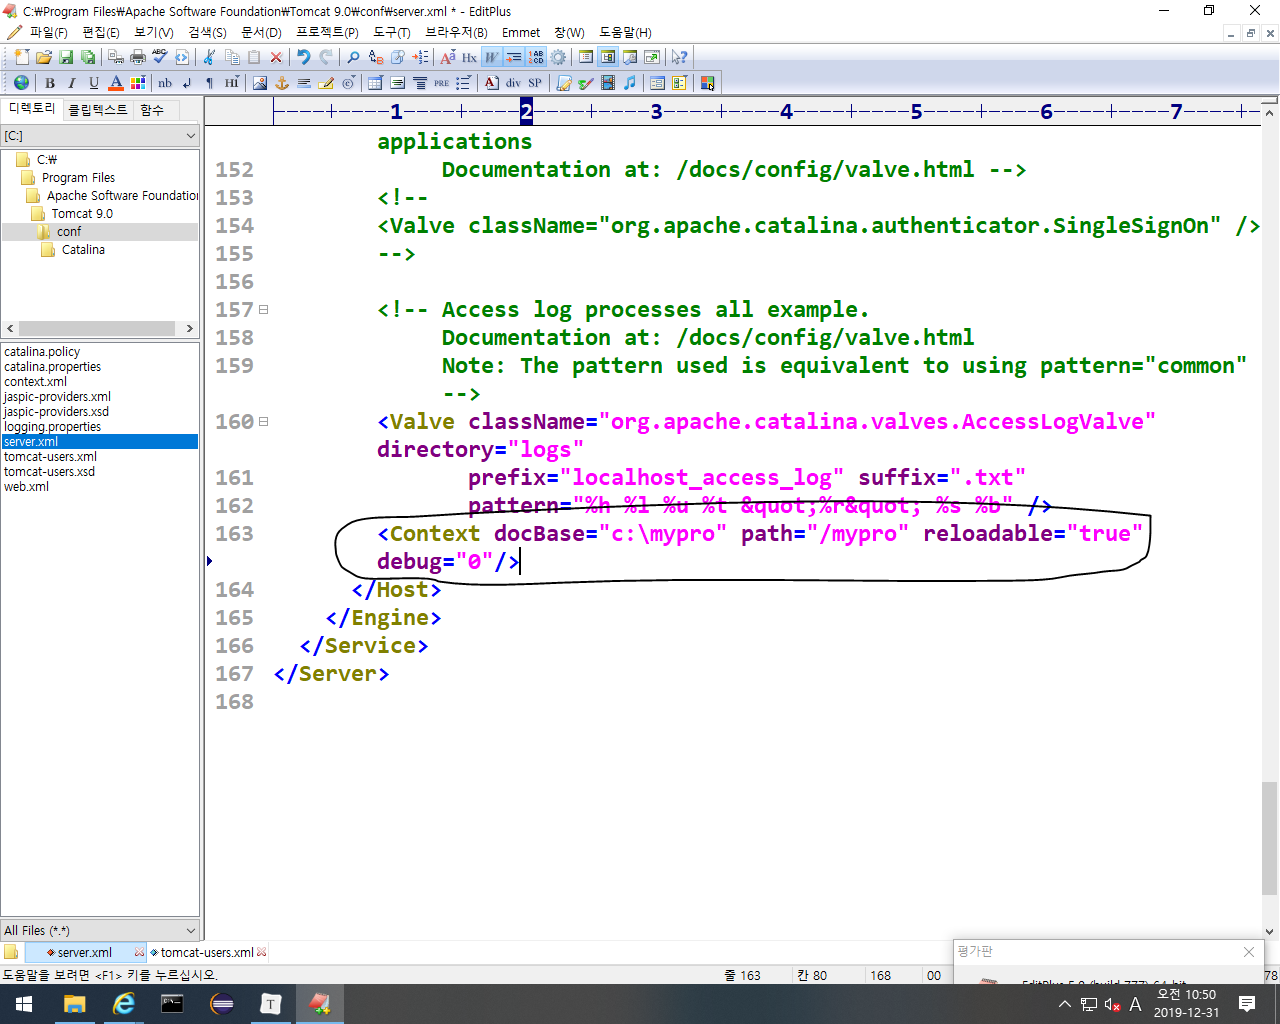 C:₩Program Files₩Apache Software Foundation₩Tomcat 9.0₩conf₩server.xml * - EditPlus
파일(F) 편집(E) 보기(V) 검색(S) 문서(D) 프로젝트(P) 도구(T) 브라우저(B) Emmet 창(W) 도움말(H)
B I U A nb HI PRE A div SP
디렉토리 클립텍스트 함수
[C:]
C:₩
Program Files
Apache Software Foundation
Tomcat 9.0
conf
Catalina
catalina.policy
catalina.properties
context.xml
jaspic-providers.xml
jaspic-providers.xsd
logging.properties
server.xml
tomcat-users.xml
tomcat-users.xsd
web.xml
All Files (*.*)
----+----1----+----2----+----3----+----4----+----5----+----6----+----7----+
applications
152 Documentation at: /docs/config/valve.html -->
153 <!--
154 <Valve className="org.apache.catalina.authenticator.SingleSignOn" />
155 -->
156
157 <!-- Access log processes all example.
158 Documentation at: /docs/config/valve.html
159 Note: The pattern used is equivalent to using pattern="common"
-->
160 <Valve className="org.apache.catalina.valves.AccessLogValve"
directory="logs"
161 prefix="localhost_access_log" suffix=".txt"
162 pattern="%h %l %u %t &quot;%r&quot; %s %b" />
163 <Context docBase="c:\mypro" path="/mypro" reloadable="true"
debug="0"/>
164 </Host>
165 </Engine>
166 </Service>
167 </Server>
168
server.xml tomcat-users.xml
평가판
도움말을 보려면 <F1> 키를 누르십시오. 줄 163 칸 80 168 00 78
A 오전 10:50
2019-12-31